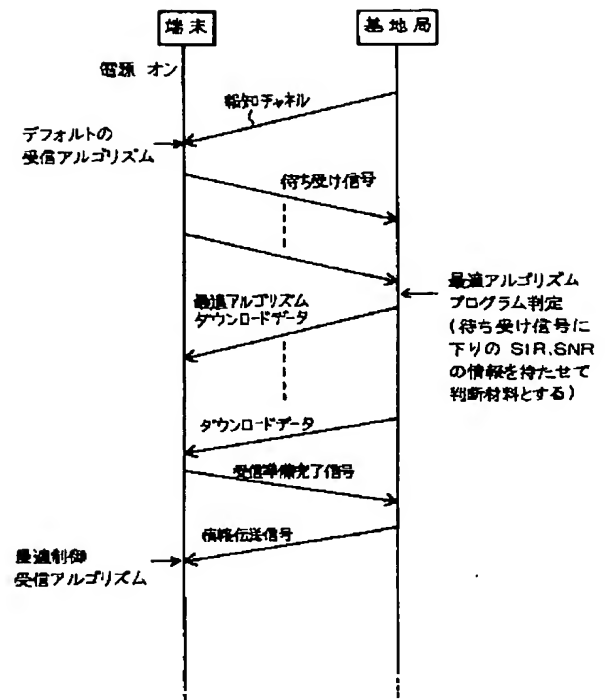 端末
基地局
電源 オン
報知チャネル
デフォルトの
受信アルゴリズム
待ち受け信号
最適アルゴリズム
プログラム判定
(待ち受け信号に
下りの SIR,SNR
の情報を持たせて
判断材料とする)
最適アルゴリズム
ダウンロードデータ
ダウンロードデータ
受信準備完了信号
情報伝送信号
最適制御
受信アルゴリズム